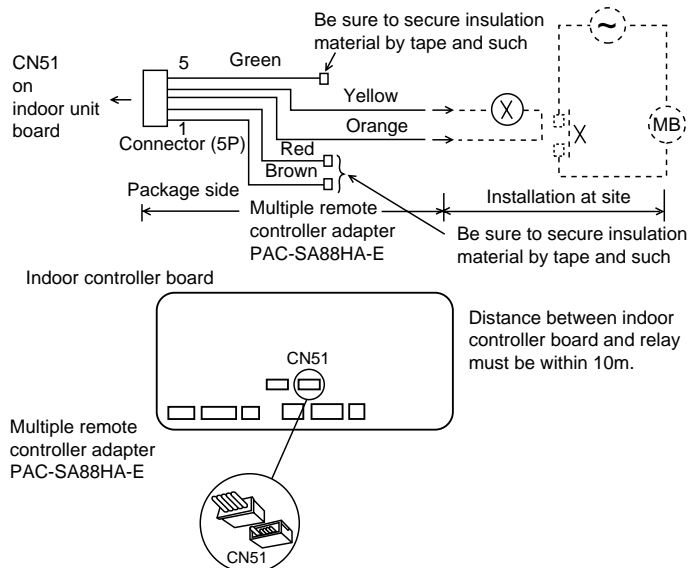 Be sure to secure insulation
material by tape and such
CN51
on
indoor unit
board
5
Green
Yellow
Orange
X
X
MB
~
1
Connector (5P)
Red
Brown
Package side
Installation at site
Multiple remote
controller adapter
PAC-SA88HA-E
Be sure to secure insulation
material by tape and such
Indoor controller board
Distance between indoor
controller board and relay
must be within 10m.
CN51
Multiple remote
controller adapter
PAC-SA88HA-E
CN51